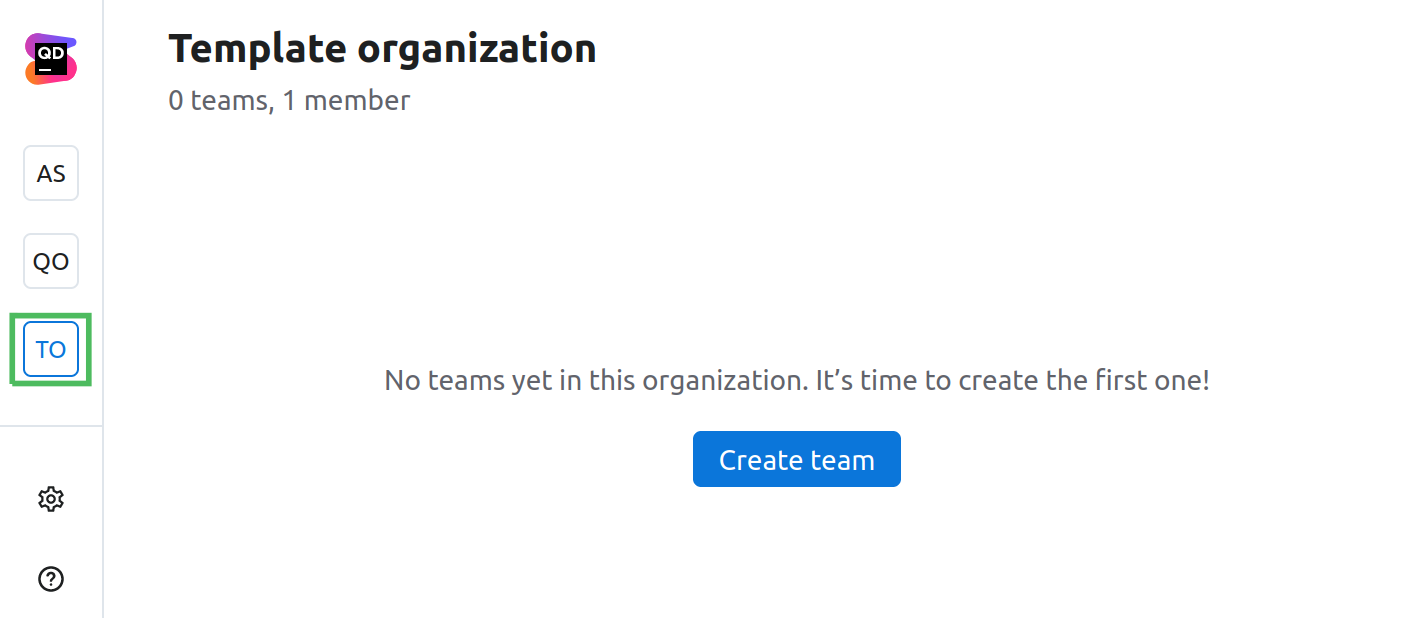 QD
Template organization
0 teams, 1 member
AS
QO
TO
No teams yet in this organization. It’s time to create the first one!
Create team
?